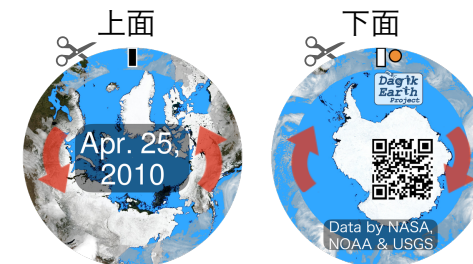 上面
下面
Apr. 25,
2010
Dagik
Earth
Project
Data by NASA,
NOAA & USGS